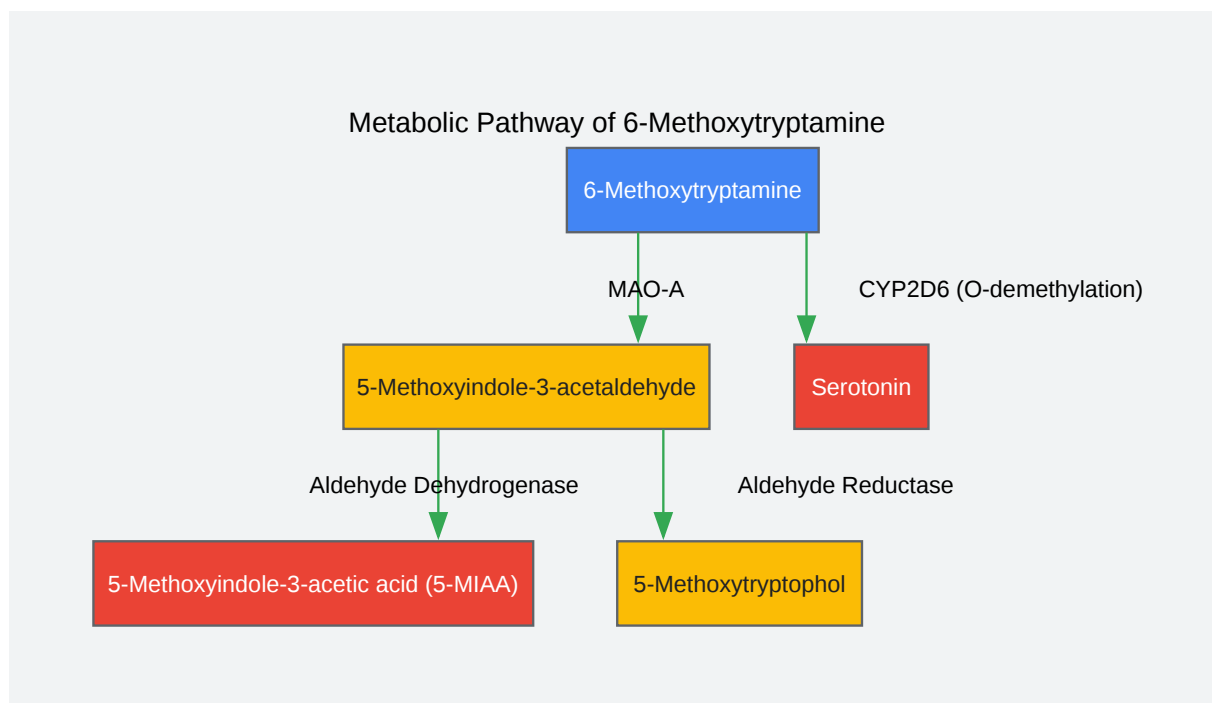 Metabolic Pathway of 6-Methoxytryptamine
6-Methoxytryptamine
MAO-A
CYP2D6 (O-demethylation)
5-Methoxyindole-3-acetaldehyde
Serotonin
Aldehyde Dehydrogenase
Aldehyde Reductase
5-Methoxyindole-3-acetic acid (5-MIAA)
5-Methoxytryptophol